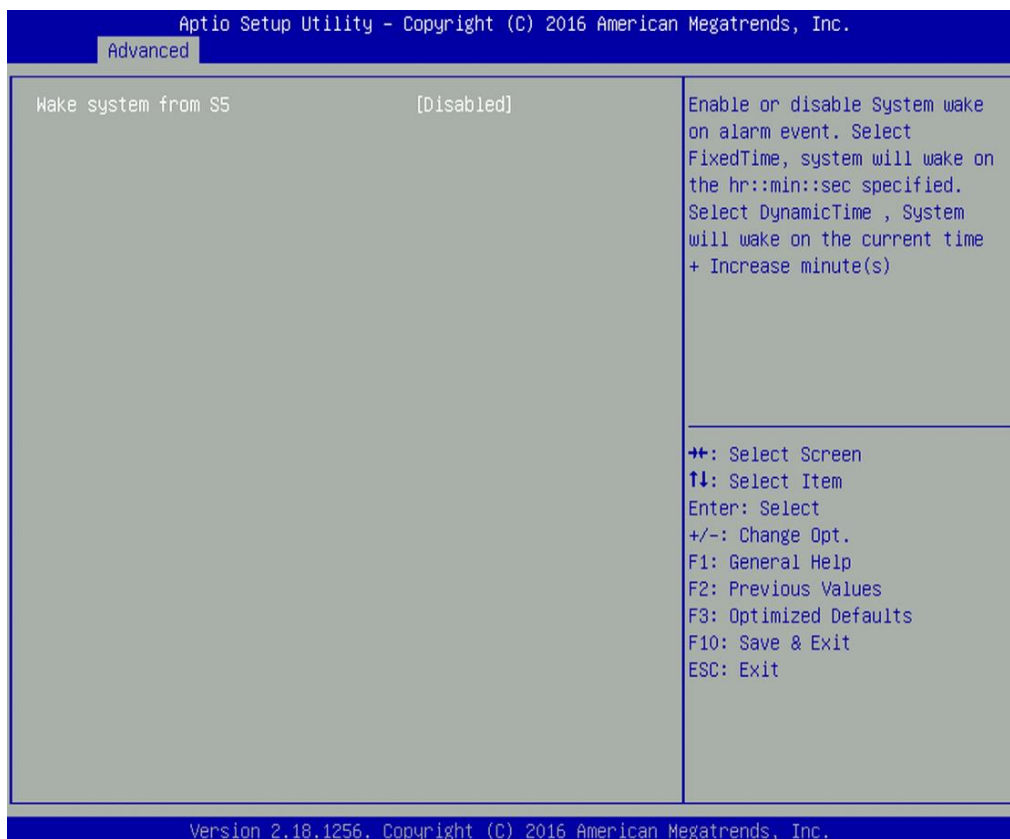 Aptio Setup Utility – Copyright (C) 2016 American Megatrends, Inc.
Advanced
Wake system from S5 [Disabled]
Enable or disable System wake
on alarm event. Select
FixedTime, system will wake on
the hr::min::sec specified.
Select DynamicTime , System
will wake on the current time
+ Increase minute(s)
→←: Select Screen
↑↓: Select Item
Enter: Select
+/-: Change Opt.
F1: General Help
F2: Previous Values
F3: Optimized Defaults
F10: Save & Exit
ESC: Exit
Version 2.18.1256. Copyright (C) 2016 American Megatrends, Inc.